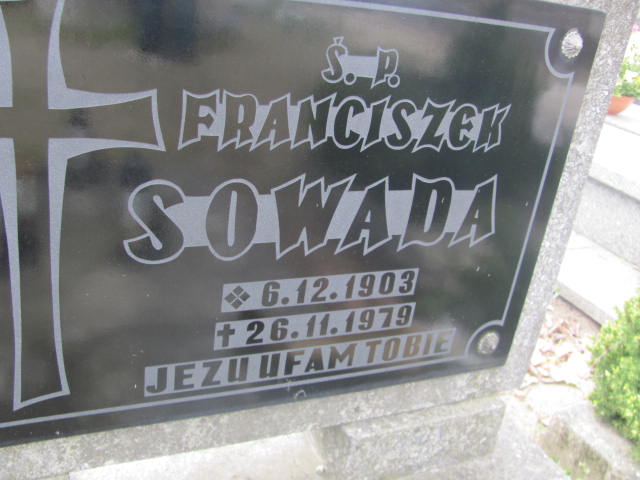 Ś. P.
FRANCISZEK
SOWADA
❖ 6.12.1903
✝ 26.11.1979
JEZU UFAM TOBIE